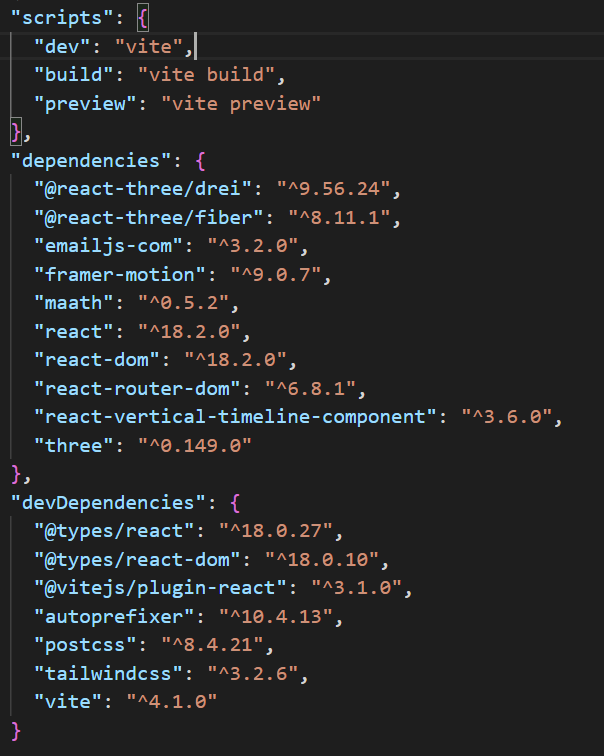 "scripts": {
"dev": "vite",
"build": "vite build",
"preview": "vite preview"
},
"dependencies": {
"@react-three/drei": "^9.56.24",
"@react-three/fiber": "^8.11.1",
"emailjs-com": "^3.2.0",
"framer-motion": "^9.0.7",
"maath": "^0.5.2",
"react": "^18.2.0",
"react-dom": "^18.2.0",
"react-router-dom": "^6.8.1",
"react-vertical-timeline-component": "^3.6.0",
"three": "^0.149.0"
},
"devDependencies": {
"@types/react": "^18.0.27",
"@types/react-dom": "^18.0.10",
"@vitejs/plugin-react": "^3.1.0",
"autoprefixer": "^10.4.13",
"postcss": "^8.4.21",
"tailwindcss": "^3.2.6",
"vite": "^4.1.0"
}